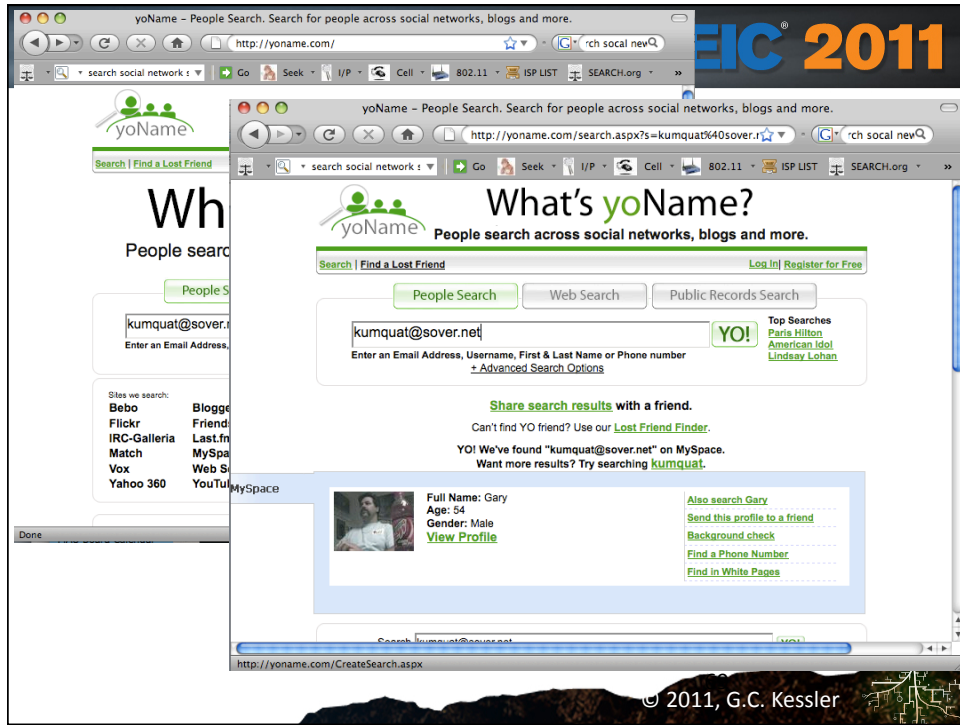 EIC® 2011
yoName – People Search. Search for people across social networks, blogs and more.
http://yoname.com/
rch socal new
search social network s
Go
Seek
I/P
Cell
802.11
ISP LIST
SEARCH.org
»
yoName
Search | Find a Lost Friend
Wh
People searc
People S
kumquat@sover.n
Enter an Email Address,
Sites we search:
Bebo Blogge
Flickr Friends
IRC-Galleria Last.fm
Match MySpa
Vox Web Se
Yahoo 360 YouTub
Done
yoName – People Search. Search for people across social networks, blogs and more.
http://yoname.com/search.aspx?s=kumquat%40sover.n
rch socal new
search social network s
Go
Seek
I/P
Cell
802.11
ISP LIST
SEARCH.org
»
yoName
What's yoName?
People search across social networks, blogs and more.
Search | Find a Lost Friend
Log In| Register for Free
People Search
Web Search
Public Records Search
kumquat@sover.net
YO!
Enter an Email Address, Username, First & Last Name or Phone number
+ Advanced Search Options
Top Searches
Paris Hilton
American Idol
Lindsay Lohan
Share search results with a friend.
Can't find YO friend? Use our Lost Friend Finder.
YO! We've found "kumquat@sover.net" on MySpace.
Want more results? Try searching kumquat.
MySpace
Full Name: Gary
Age: 54
Gender: Male
View Profile
Also search Gary
Send this profile to a friend
Background check
Find a Phone Number
Find in White Pages
Search kumquat@sover.net
YO!
http://yoname.com/CreateSearch.aspx
© 2011, G.C. Kessler